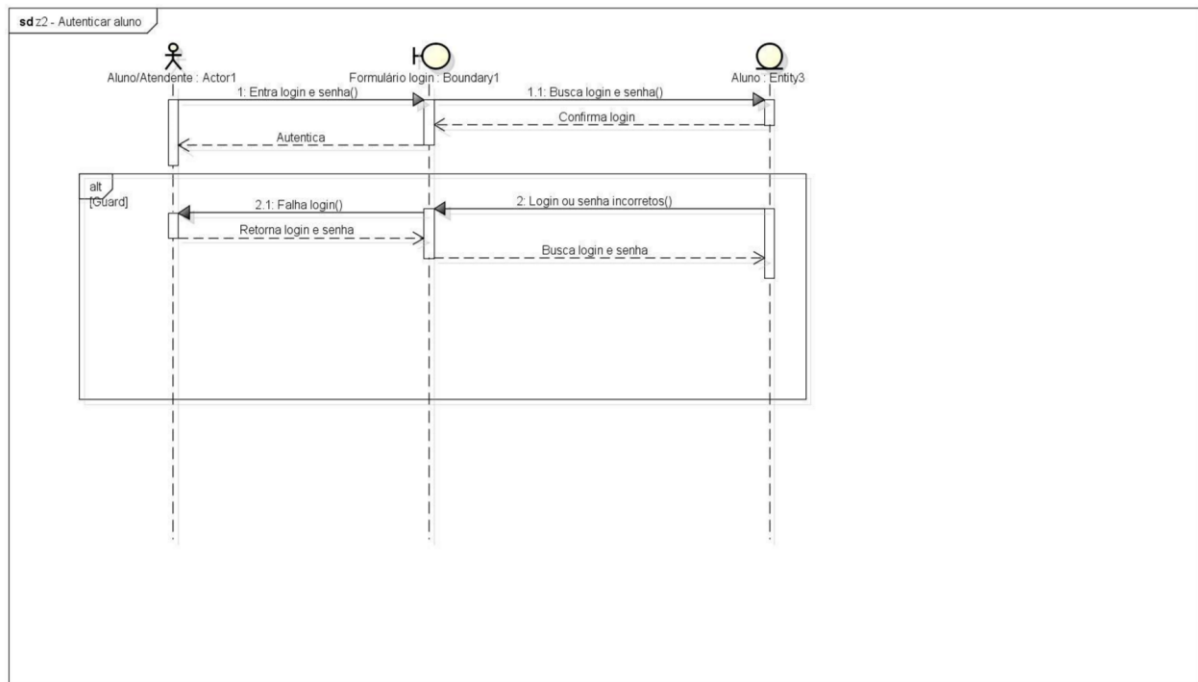 sd z2 - Autenticar aluno
Aluno/Atendente : Actor1
Formulário login : Boundary1
Aluno : Entity3
1: Entra login e senha()
1.1: Busca login e senha()
Confirma login
Autentica
alt
[Guard]
2: Login ou senha incorretos()
2.1: Falha login()
Retorna login e senha
Busca login e senha